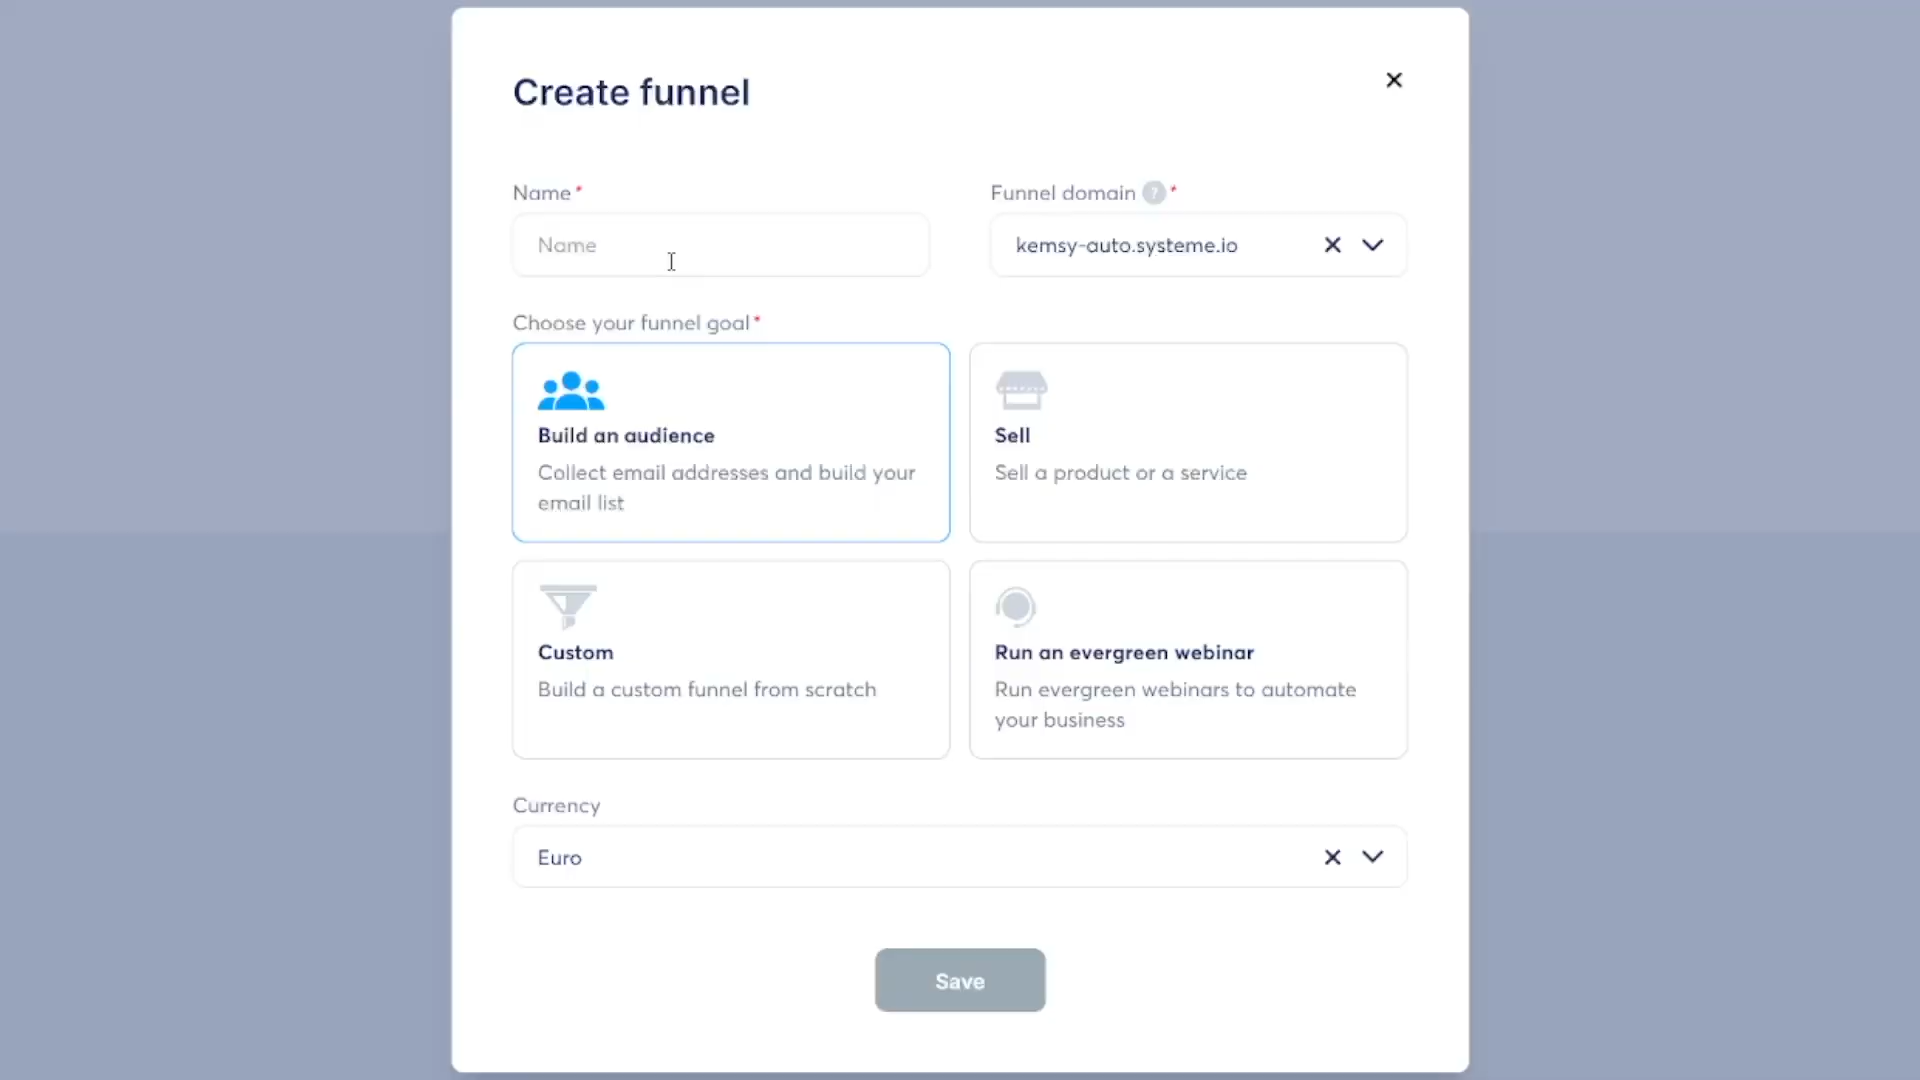 Create funnel
Name*
Funnel domain ? *
Name
kemsy-auto.systeme.io
Choose your funnel goal*
Build an audience
Collect email addresses and build your
email list
Sell
Sell a product or a service
Custom
Build a custom funnel from scratch
Run an evergreen webinar
Run evergreen webinars to automate
your business
Currency
Euro
Save